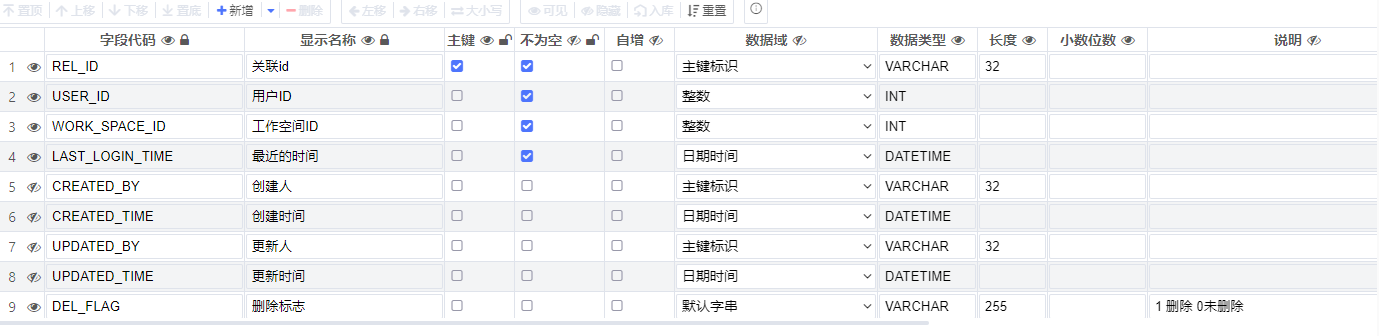 置顶 上移 下移 置底 新增 删除 左移 右移 大小写 可见 隐藏 入库 重置
字段代码 显示名称 主键 不为空 自增 数据域 数据类型 长度 小数位数 说明
1 REL_ID 关联id 主键标识 VARCHAR 32
2 USER_ID 用户ID 整数 INT
3 WORK_SPACE_ID 工作空间ID 整数 INT
4 LAST_LOGIN_TIME 最近的时间 日期时间 DATETIME
5 CREATED_BY 创建人 主键标识 VARCHAR 32
6 CREATED_TIME 创建时间 日期时间 DATETIME
7 UPDATED_BY 更新人 主键标识 VARCHAR 32
8 UPDATED_TIME 更新时间 日期时间 DATETIME
9 DEL_FLAG 删除标志 默认字串 VARCHAR 255 1 删除 0未删除